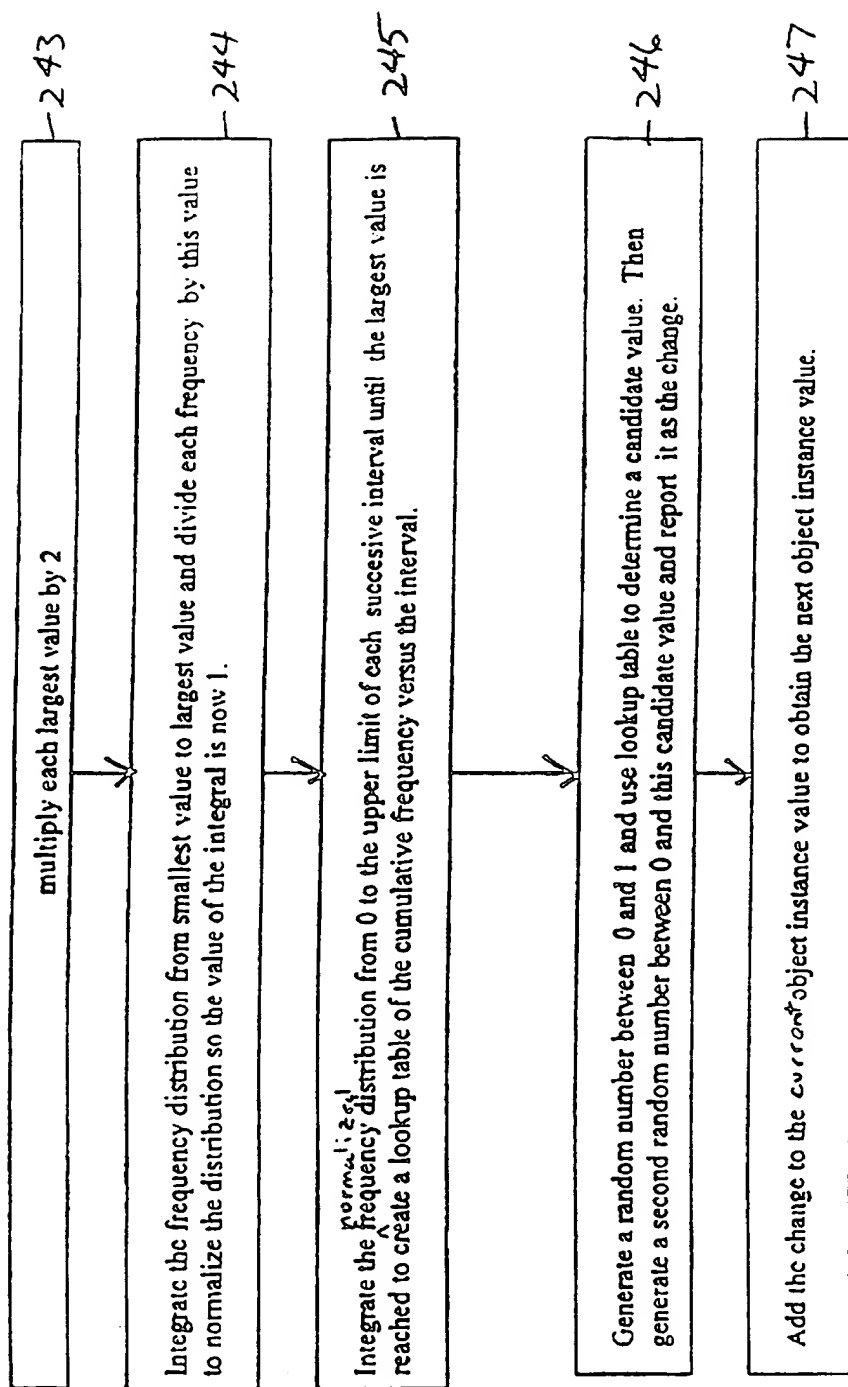 multiply each largest value by 2
243
Integrate the frequency distribution from smallest value to largest value and divide each frequency by this value
to normalize the distribution so the value of the integral is now 1.
244
normalized
Integrate the frequency distribution from 0 to the upper limit of each succesive interval until the largest value is
reached to create a lookup table of the cumulative frequency versus the interval.
245
Generate a random number between 0 and 1 and use lookup table to determine a candidate value. Then
generate a second random number between 0 and this candidate value and report it as the change.
246
Add the change to the current object instance value to obtain the next object instance value.
247